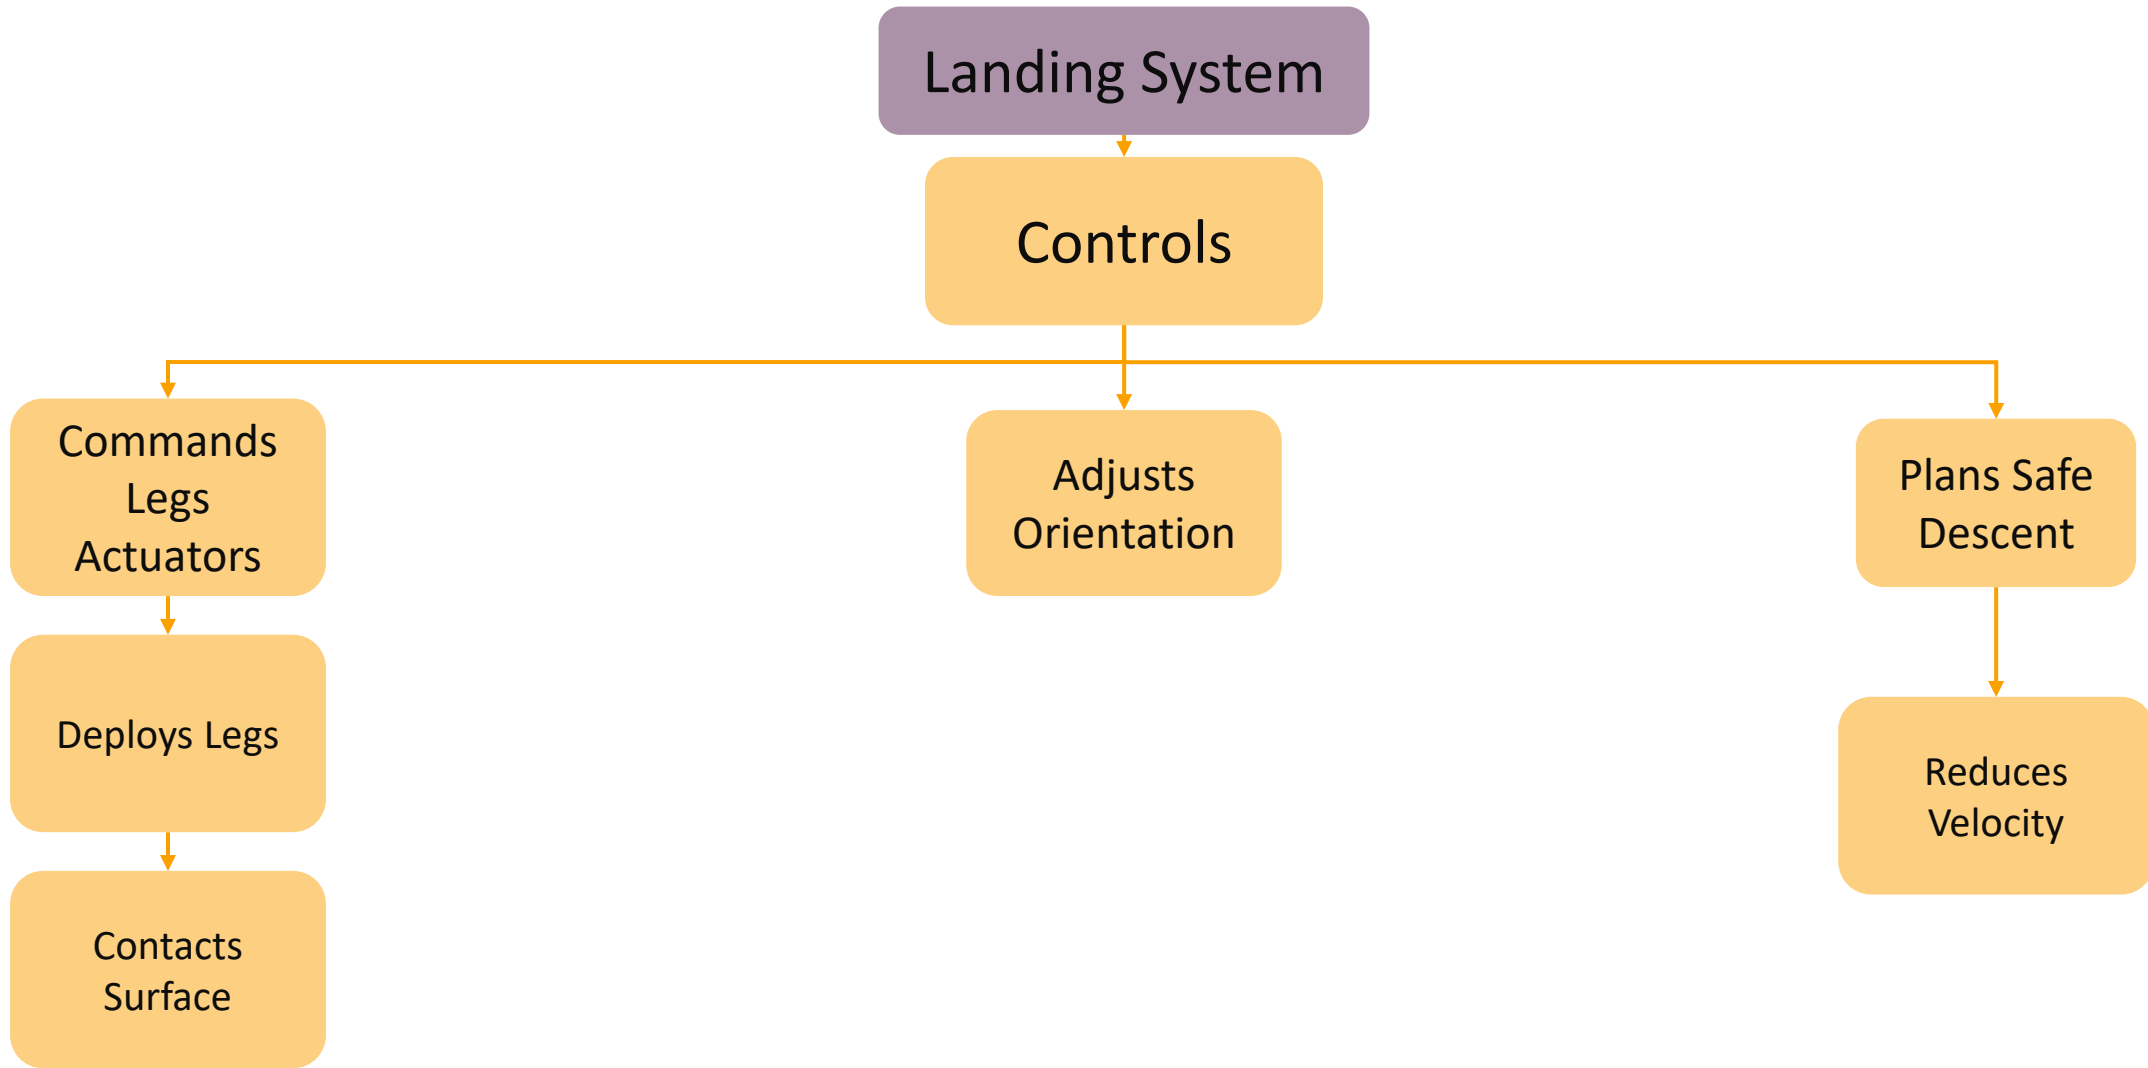 Landing System
Controls
Commands
Legs
Actuators
Adjusts
Orientation
Plans Safe
Descent
Deploys Legs
Reduces
Velocity
Contacts
Surface